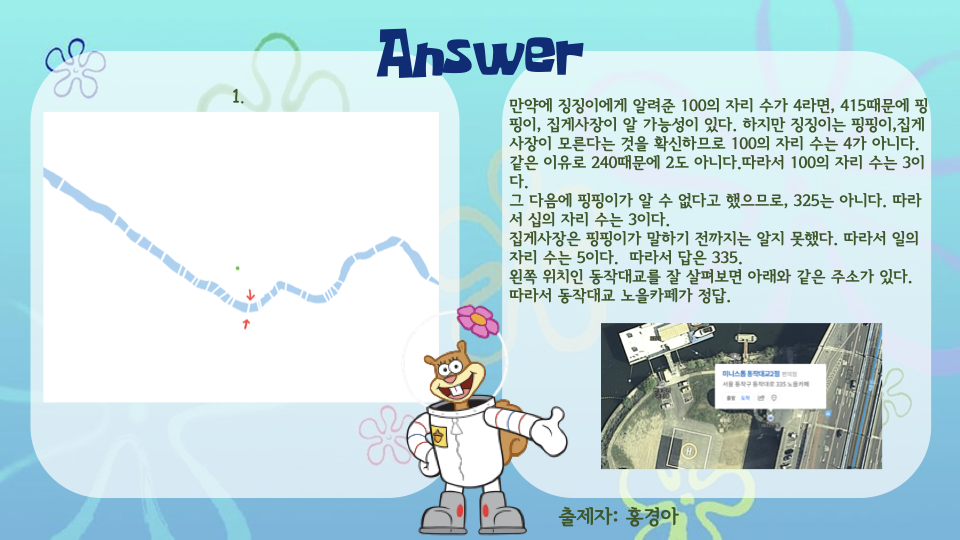 Answer
1.
만약에 징징이에게 알려준 100의 자리 수가 4라면, 415때문에 핑
핑이, 집게사장이 알 가능성이 있다. 하지만 징징이는 핑핑이,집게
사장이 모른다는 것을 확신하므로 100의 자리 수는 4가 아니다.
같은 이유로 240때문에 2도 아니다.따라서 100의 자리 수는 3이
다.
그 다음에 핑핑이가 알 수 없다고 했으므로, 325는 아니다. 따라
서 십의 자리 수는 3이다.
집게사장은 핑핑이가 말하기 전까지는 알지 못했다. 따라서 일의
자리 수는 5이다. 따라서 답은 335.
왼쪽 위치인 동작대교를 잘 살펴보면 아래와 같은 주소가 있다.
따라서 동작대교 노을카페가 정답.
미니스톱 동작대교2점 편의점
서울 동작구 동작대로 335 노을카페
출발 도착
H
출제자: 홍경아